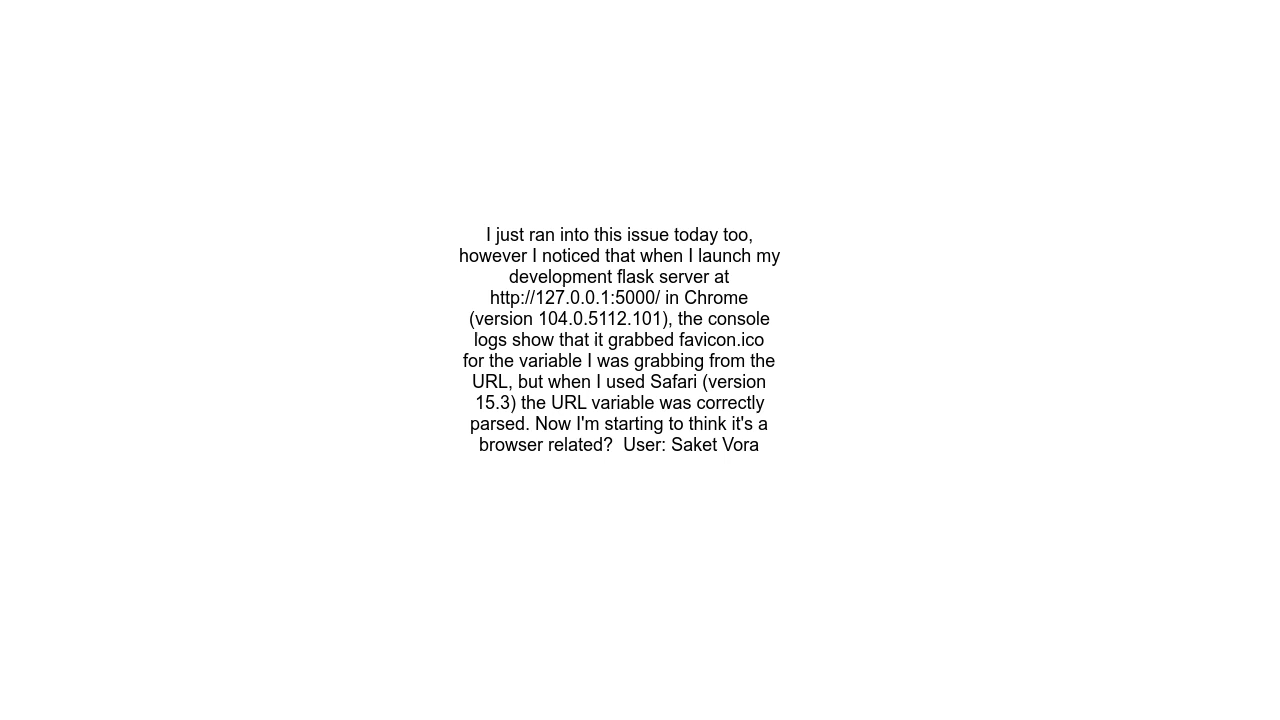 I just ran into this issue today too,
however I noticed that when I launch my
development flask server at
http://127.0.0.1:5000/ in Chrome
(version 104.0.5112.101), the console
logs show that it grabbed favicon.ico
for the variable I was grabbing from the
URL, but when I used Safari (version
15.3) the URL variable was correctly
parsed. Now I'm starting to think it's a
browser related?  User: Saket Vora